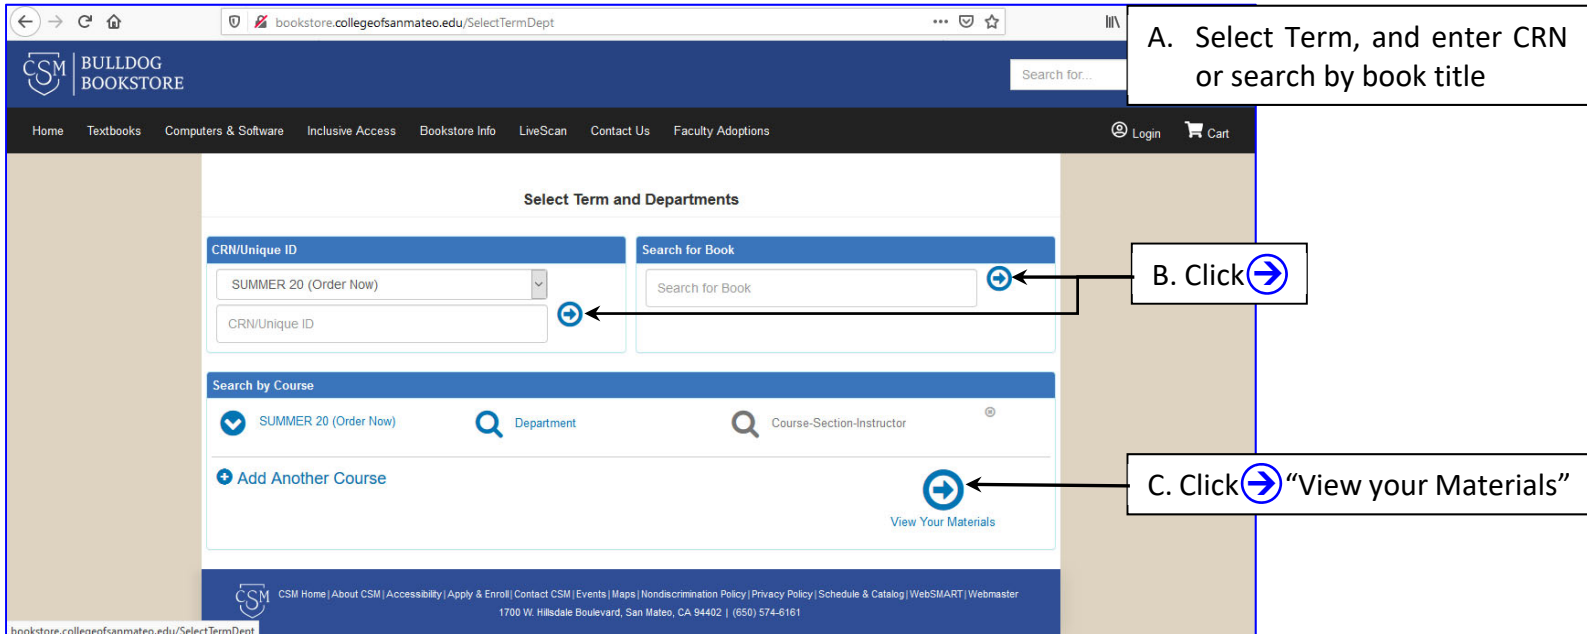 bookstore.collegeofsanmateo.edu/SelectTermDept
A. Select Term, and enter CRN
or search by book title
CSM
BULLDOG
BOOKSTORE
Search for...
Home Textbooks Computers & Software Inclusive Access Bookstore Info LiveScan Contact Us Faculty Adoptions Login Cart
Select Term and Departments
CRN/Unique ID
Search for Book
SUMMER 20 (Order Now)
Search for Book
CRN/Unique ID
B. Click
Search by Course
SUMMER 20 (Order Now) Department Course-Section-Instructor
Add Another Course
View Your Materials
C. Click “View your Materials”
CSM
CSM Home | About CSM | Accessibility | Apply & Enroll | Contact CSM | Events | Maps | Nondiscrimination Policy | Privacy Policy | Schedule & Catalog | WebSMART | Webmaster
1700 W. Hillsdale Boulevard, San Mateo, CA 94402 | (650) 574-6161
bookstore.collegeofsanmateo.edu/SelectTermDept